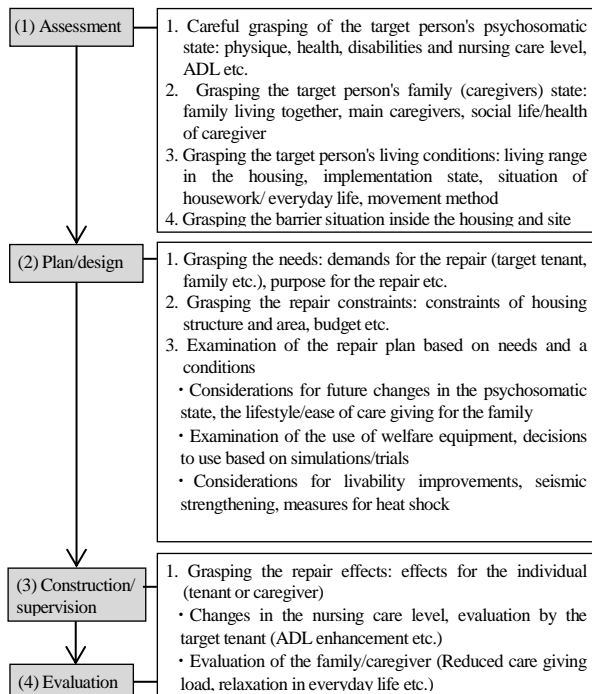 (1) Assessment
1. Careful grasping of the target person's psychosomatic
state: physique, health, disabilities and nursing care level,
ADL etc.
2. Grasping the target person's family (caregivers) state:
family living together, main caregivers, social life/health
of caregiver
3. Grasping the target person's living conditions: living range
in the housing, implementation state, situation of
housework/ everyday life, movement method
4. Grasping the barrier situation inside the housing and site
(2) Plan/design
1. Grasping the needs: demands for the repair (target tenant,
family etc.), purpose for the repair etc.
2. Grasping the repair constraints: constraints of housing
structure and area, budget etc.
3. Examination of the repair plan based on needs and a
conditions
・Considerations for future changes in the psychosomatic
state, the lifestyle/ease of care giving for the family
・Examination of the use of welfare equipment, decisions
to use based on simulations/trials
・Considerations for livability improvements, seismic
strengthening, measures for heat shock
(3) Construction/
supervision
1. Grasping the repair effects: effects for the individual
(tenant or caregiver)
・Changes in the nursing care level, evaluation by the
target tenant (ADL enhancement etc.)
・Evaluation of the family/caregiver (Reduced care giving
load, relaxation in everyday life etc.)
(4) Evaluation